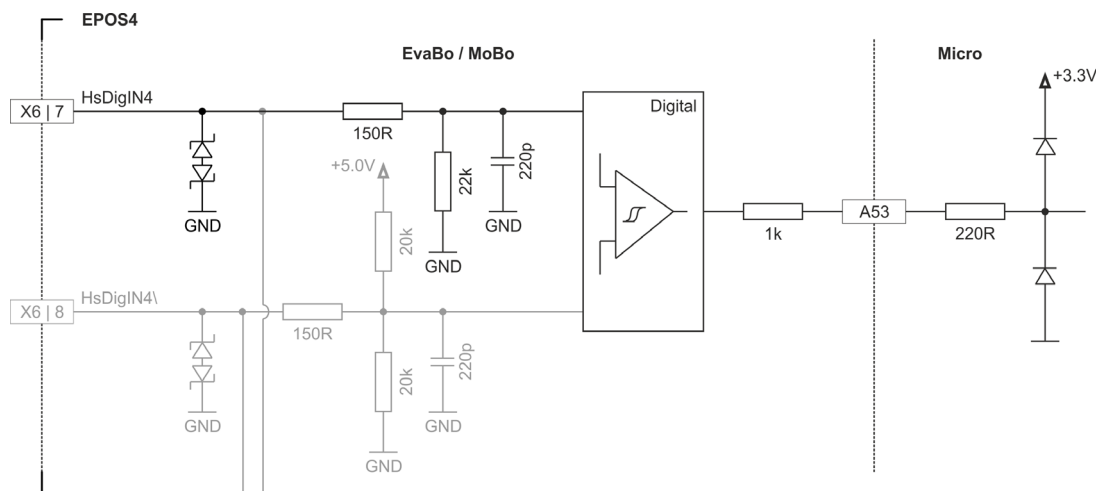 EPOS4
EvaBo / MoBo
Micro
X6 | 7
HsDigIN4
Digital
+3.3V
150R
22k
220p
GND
+5.0V
GND
GND
20k
1k
A53
220R
X6 | 8
HsDigIN4\
150R
20k
220p
GND
GND
GND